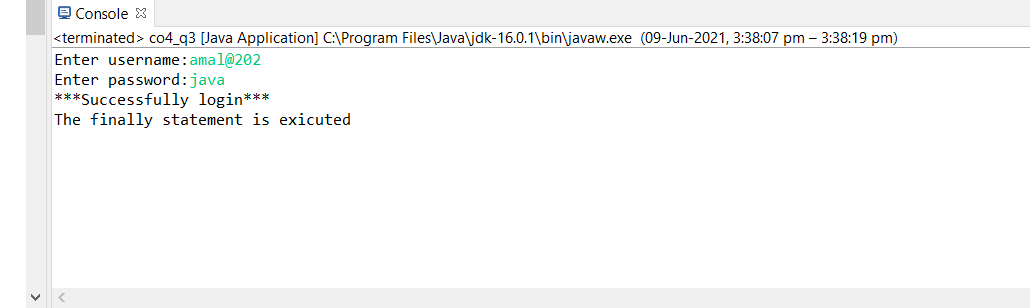 Console
<terminated> co4_q3 [Java Application] C:\Program Files\Java\jdk-16.0.1\bin\javaw.exe (09-Jun-2021, 3:38:07 pm – 3:38:19 pm)
Enter username:amal@202
Enter password:java
***Successfully login***
The finally statement is exicuted